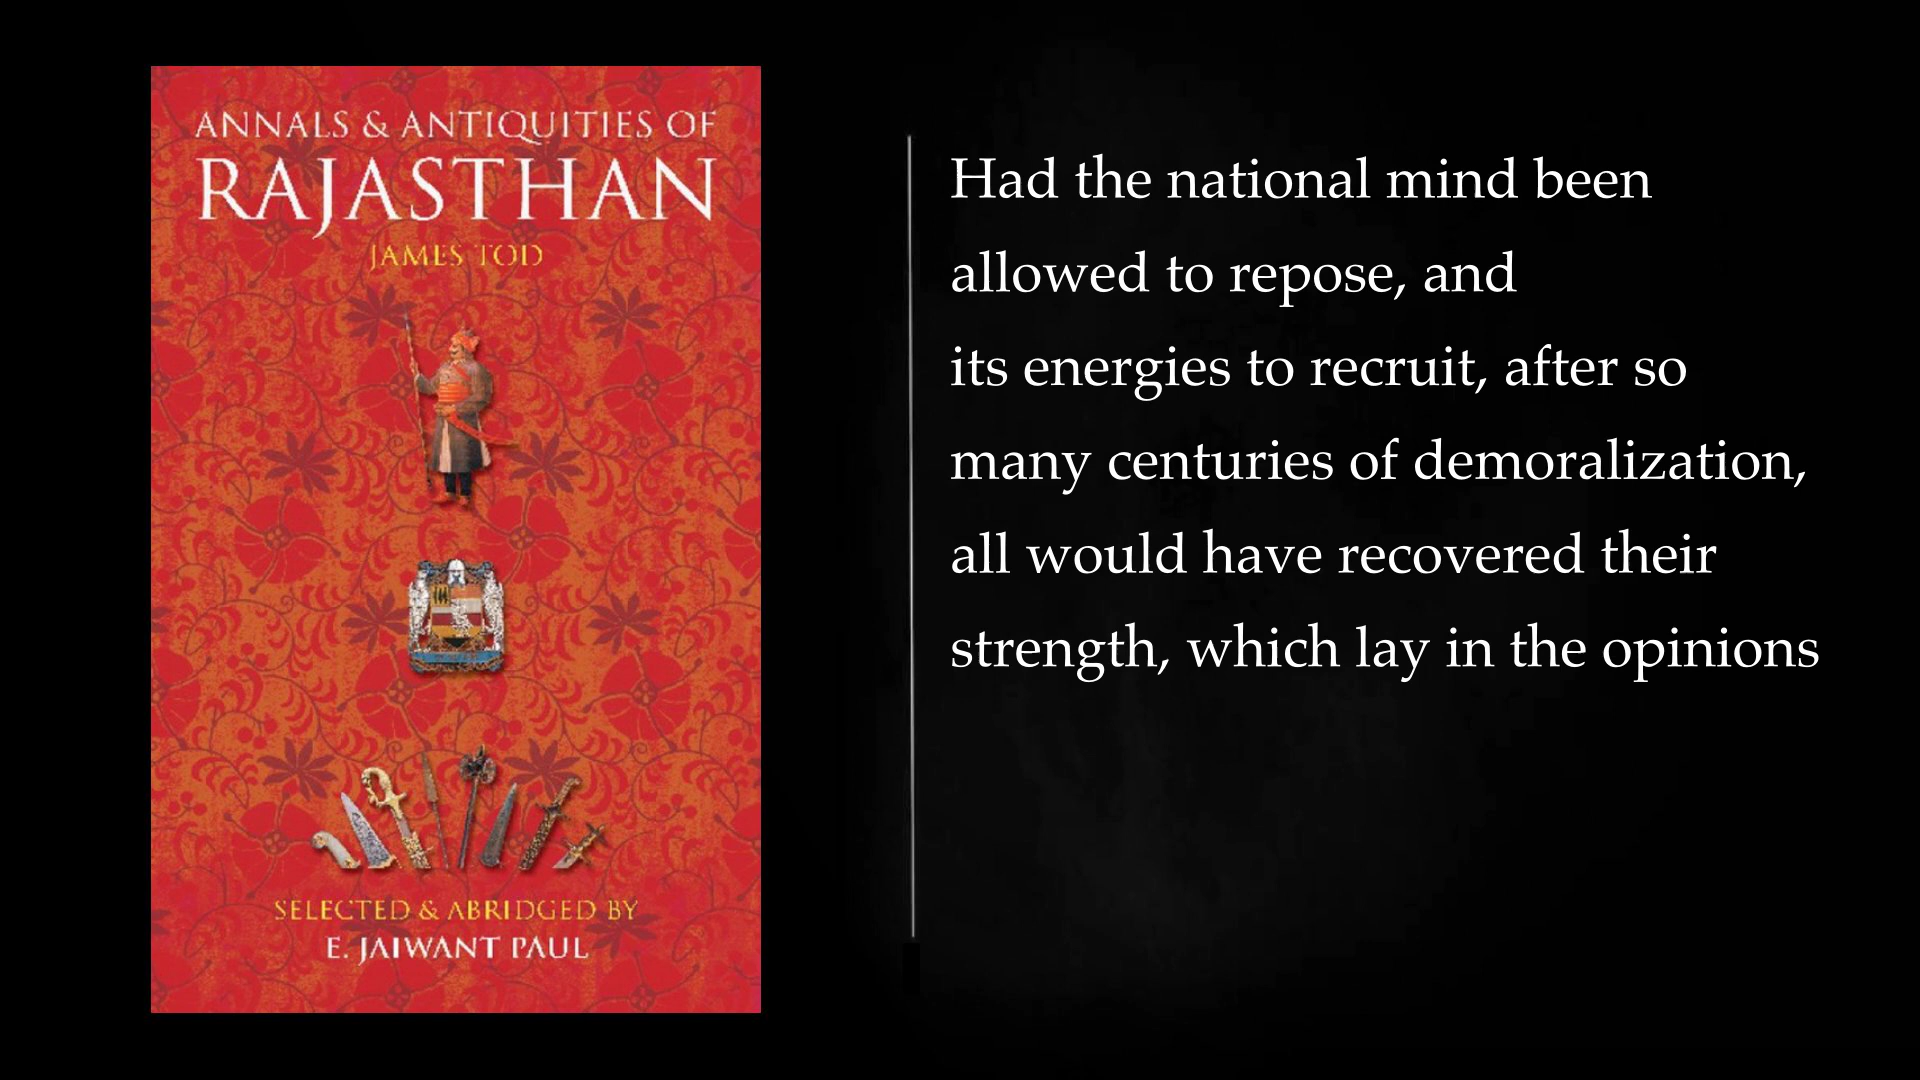 ANNALS & ANTIQUITIES OF
RAJASTHAN
JAMES TOD
SELECTED & ABRIDGED BY
E. JAIWANT PAUL
Had the national mind been
allowed to repose, and
its energies to recruit, after so
many centuries of demoralization,
all would have recovered their
strength, which lay in the opinions